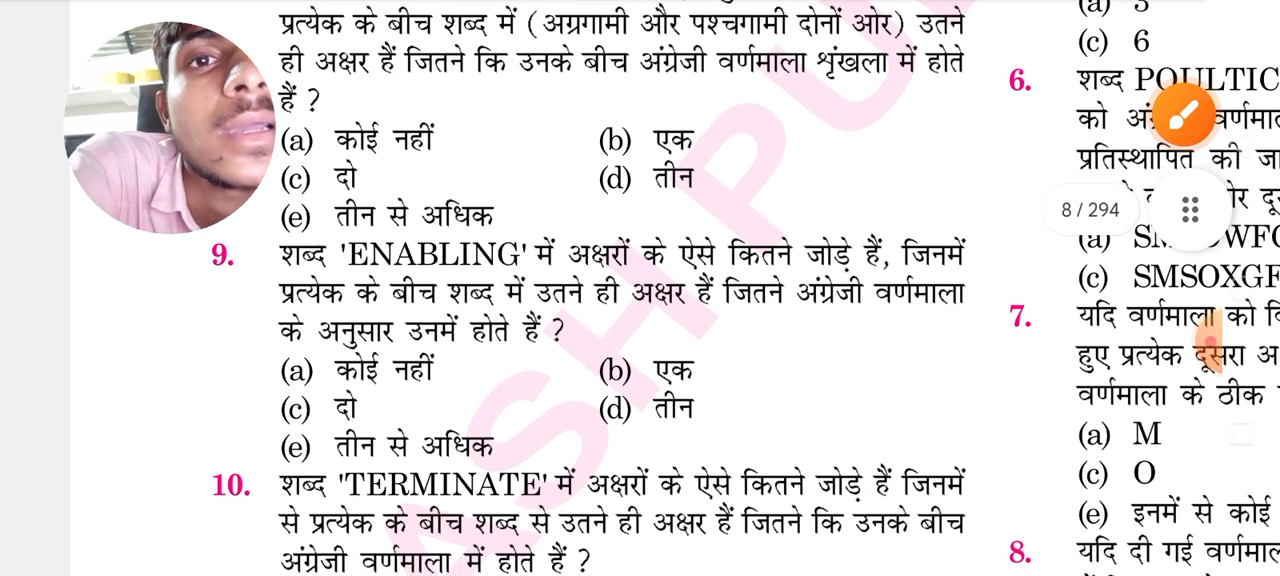 प्रत्येक के बीच शब्द में (अग्रगामी और पश्चगामी दोनों ओर) उतने
ही अक्षर हैं जितने कि उनके बीच अंग्रेजी वर्णमाला शृंखला में होते
हैं ?
(a) कोई नहीं (b) एक
(c) दो (d) तीन
(e) तीन से अधिक
9. शब्द 'ENABLING' में अक्षरों के ऐसे कितने जोड़े हैं, जिनमें
प्रत्येक के बीच शब्द में उतने ही अक्षर हैं जितने अंग्रेजी वर्णमाला
के अनुसार उनमें होते हैं ?
(a) कोई नहीं (b) एक
(c) दो (d) तीन
(e) तीन से अधिक
10. शब्द 'TERMINATE' में अक्षरों के ऐसे कितने जोड़े हैं जिनमें
से प्रत्येक के बीच शब्द से उतने ही अक्षर हैं जितने कि उनके बीच
अंग्रेजी वर्णमाला में होते हैं ?
(c) 6
6. शब्द POULTIC
को
प्रतिस्थापित की जा
8 / 294
(c) SMSOXGF
7. यदि वर्णमाला को
हुए प्रत्येक दूसरा अ
वर्णमाला के ठीक
(a) M
(c) O
(e) इनमें से कोई
8. यदि दी गई वर्णमाल
ASH PU